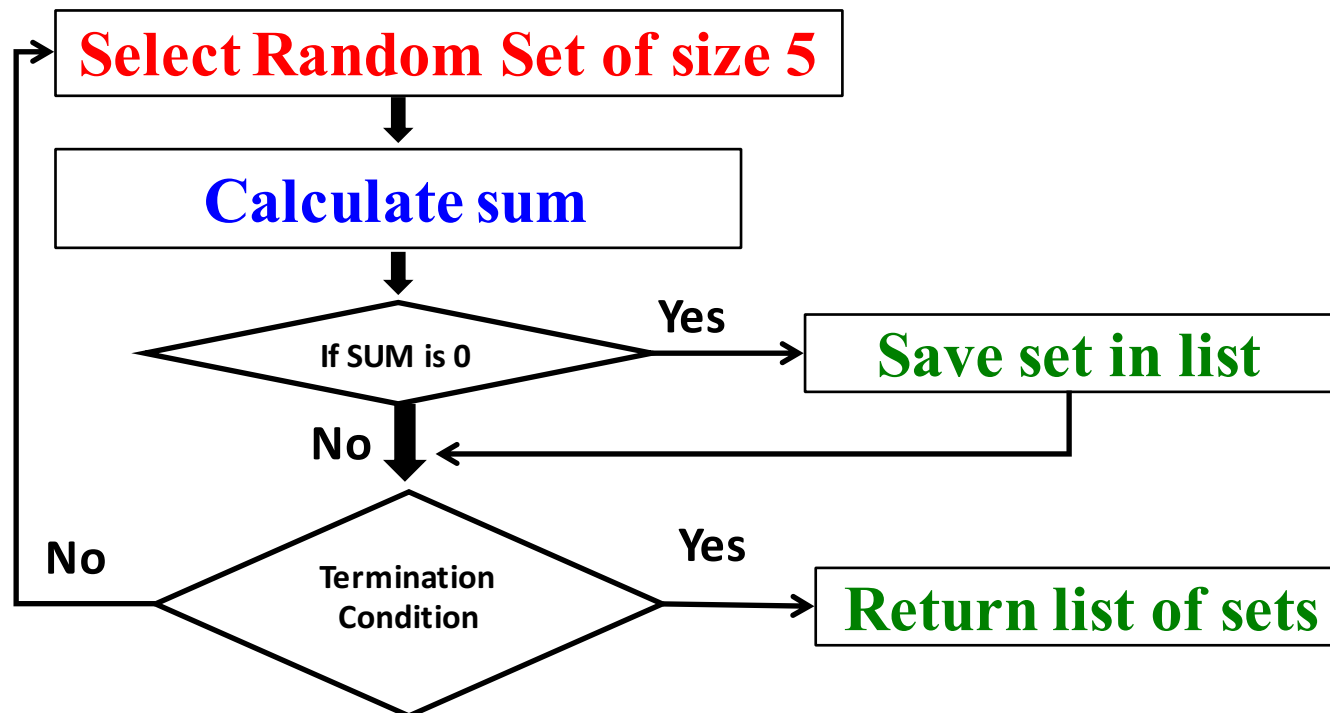 Select Random Set of size 5
Calculate sum
If SUM is 0
Yes
Save set in list
No
Termination
Condition
No
Yes
Return list of sets